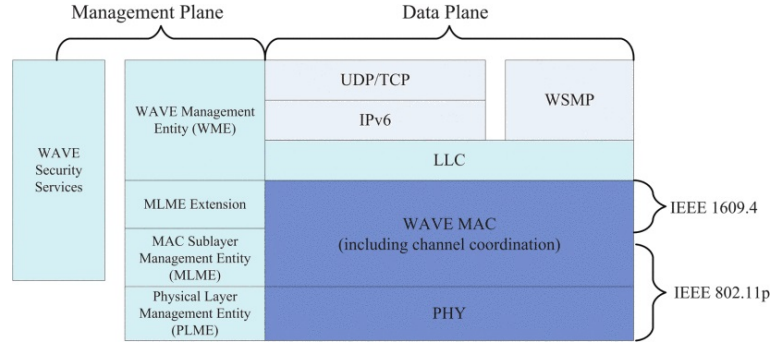 Management Plane
Data Plane
WAVE
Security
Services
WAVE Management
Entity (WME)
MLME Extension
MAC Sublayer
Management Entity
(MLME)
Physical Layer
Management Entity
(PLME)
UDP/TCP
IPv6
WSMP
LLC
WAVE MAC
(including channel coordination)
PHY
IEEE 1609.4
IEEE 802.11p